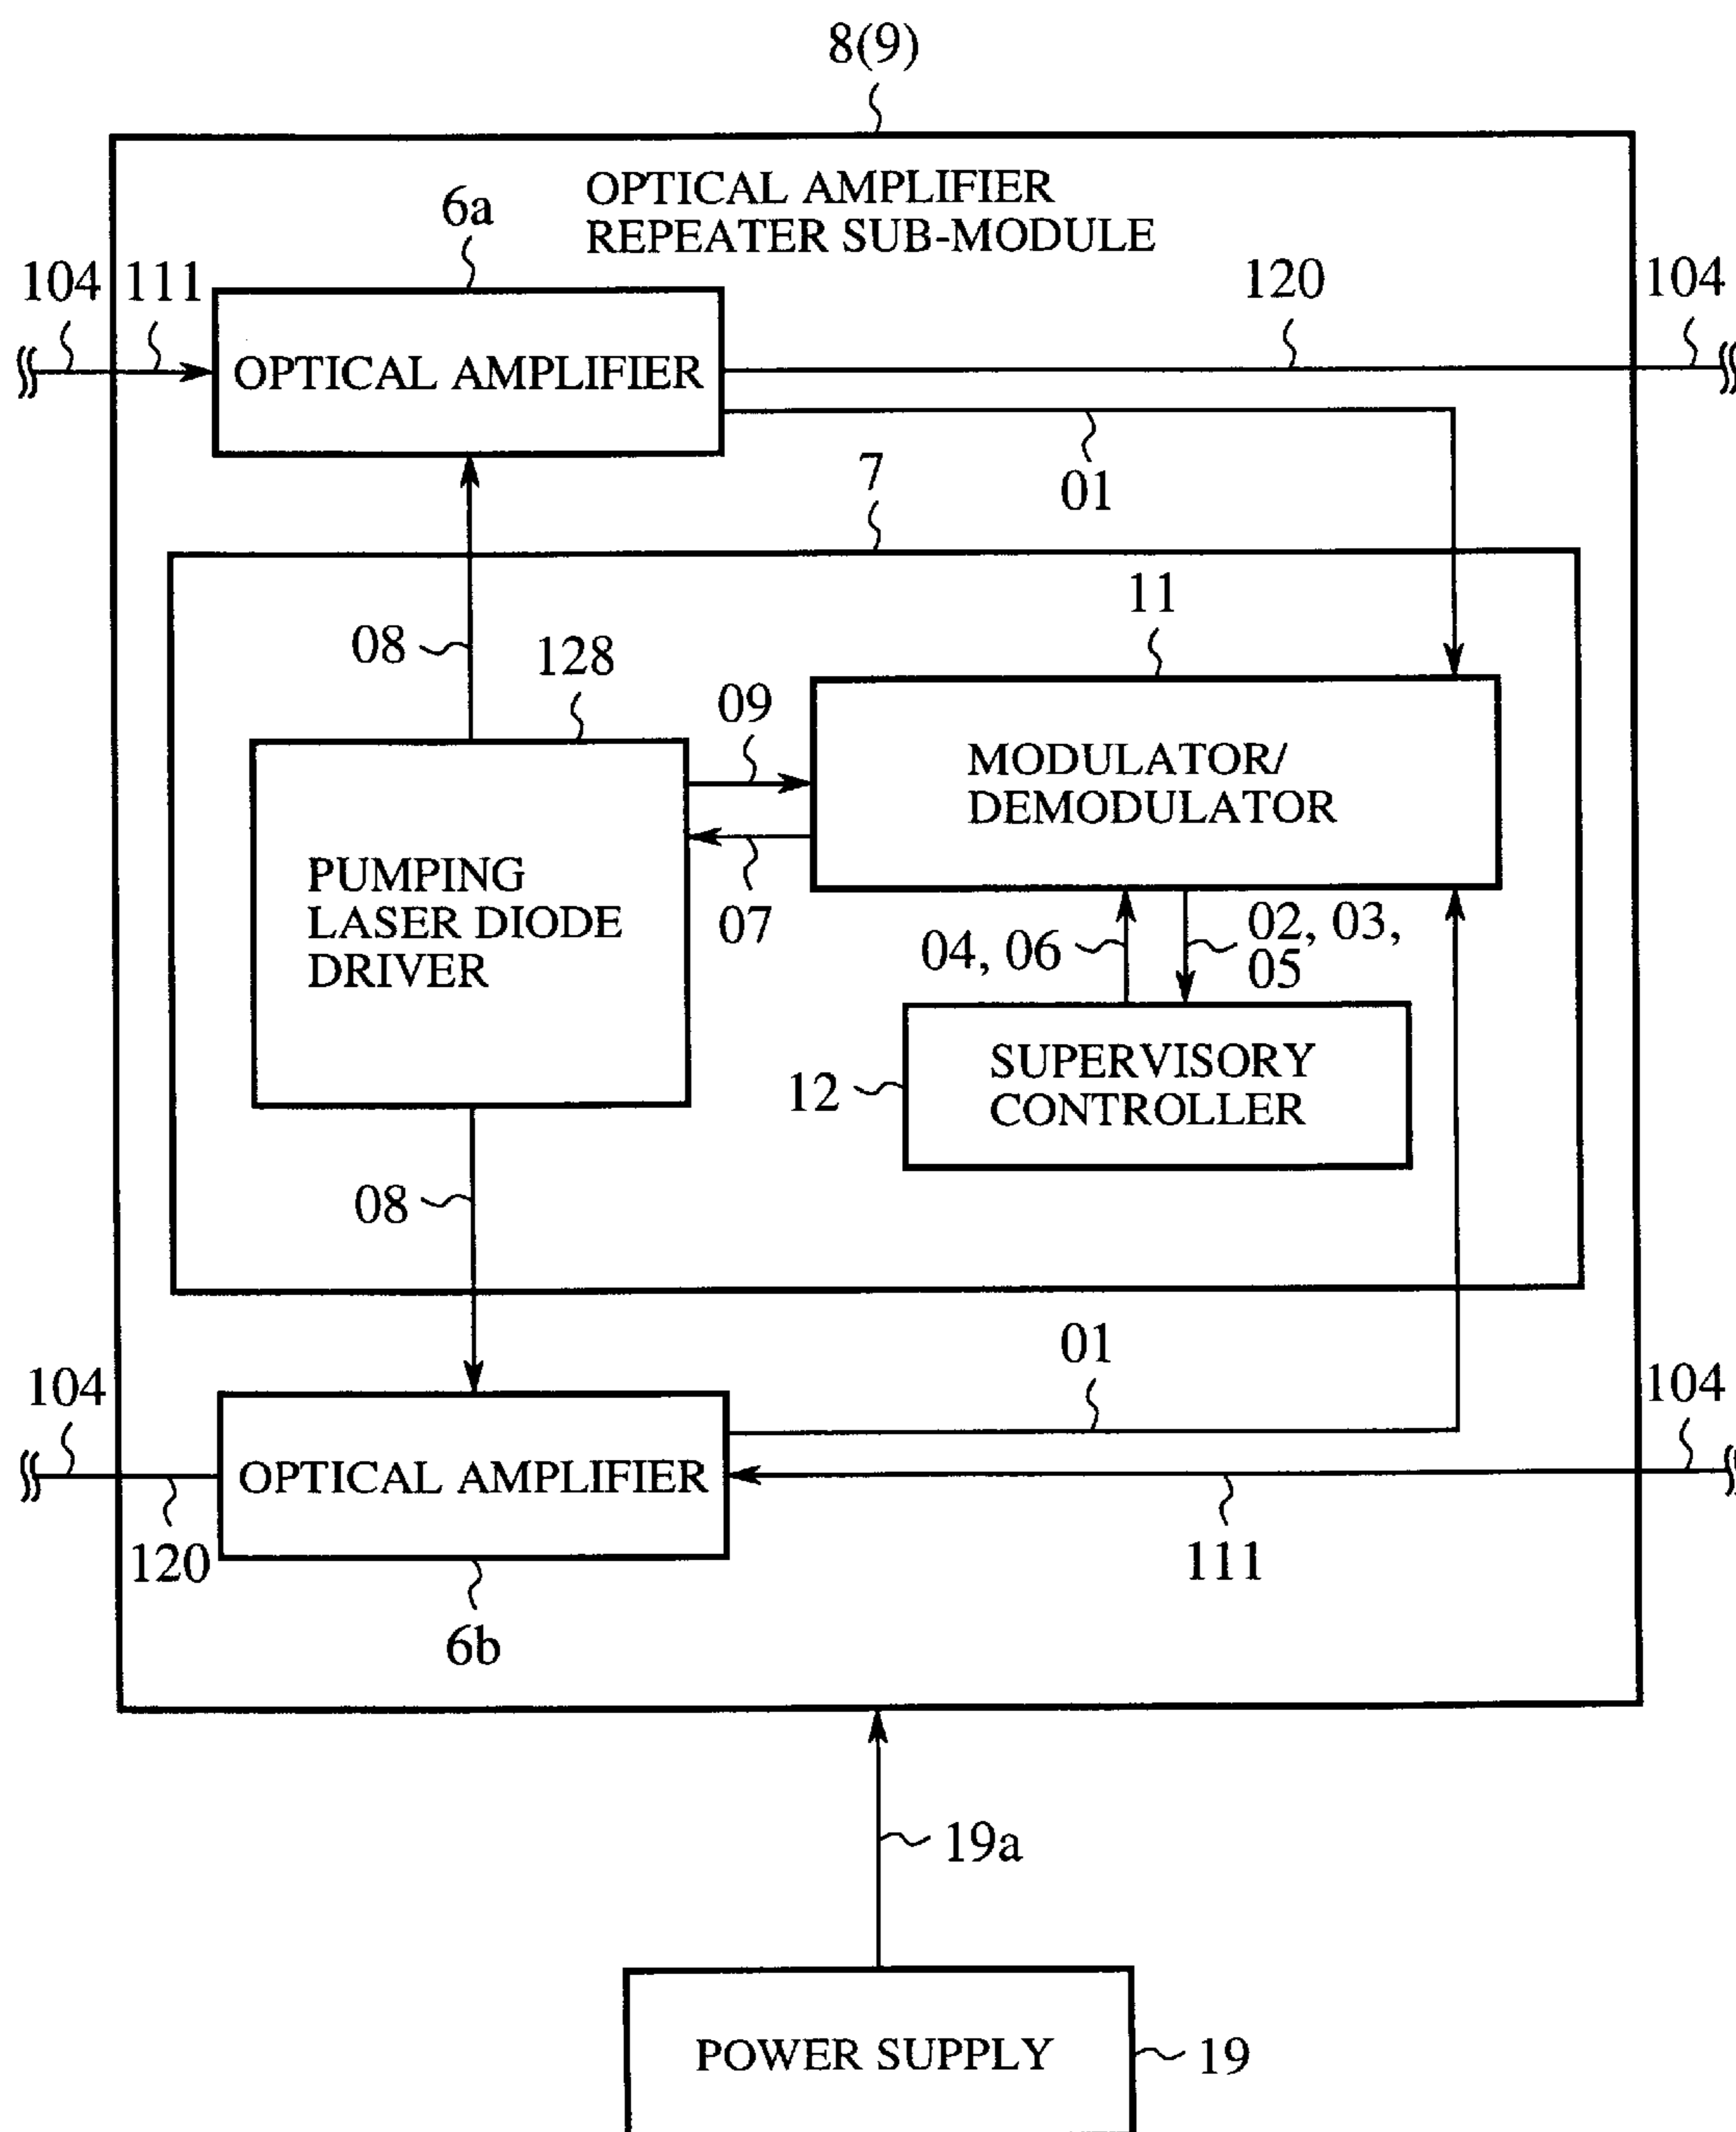 8(9)
OPTICAL AMPLIFIER
REPEATER SUB-MODULE
6a
104
111
120
104
OPTICAL AMPLIFIER
01
7
11
08
128
09
MODULATOR/
DEMODULATOR
PUMPING
LASER DIODE
DRIVER
07
04, 06
02, 03,
05
SUPERVISORY
CONTROLLER
12
08
01
104
104
OPTICAL AMPLIFIER
120
111
6b
19a
POWER SUPPLY
19